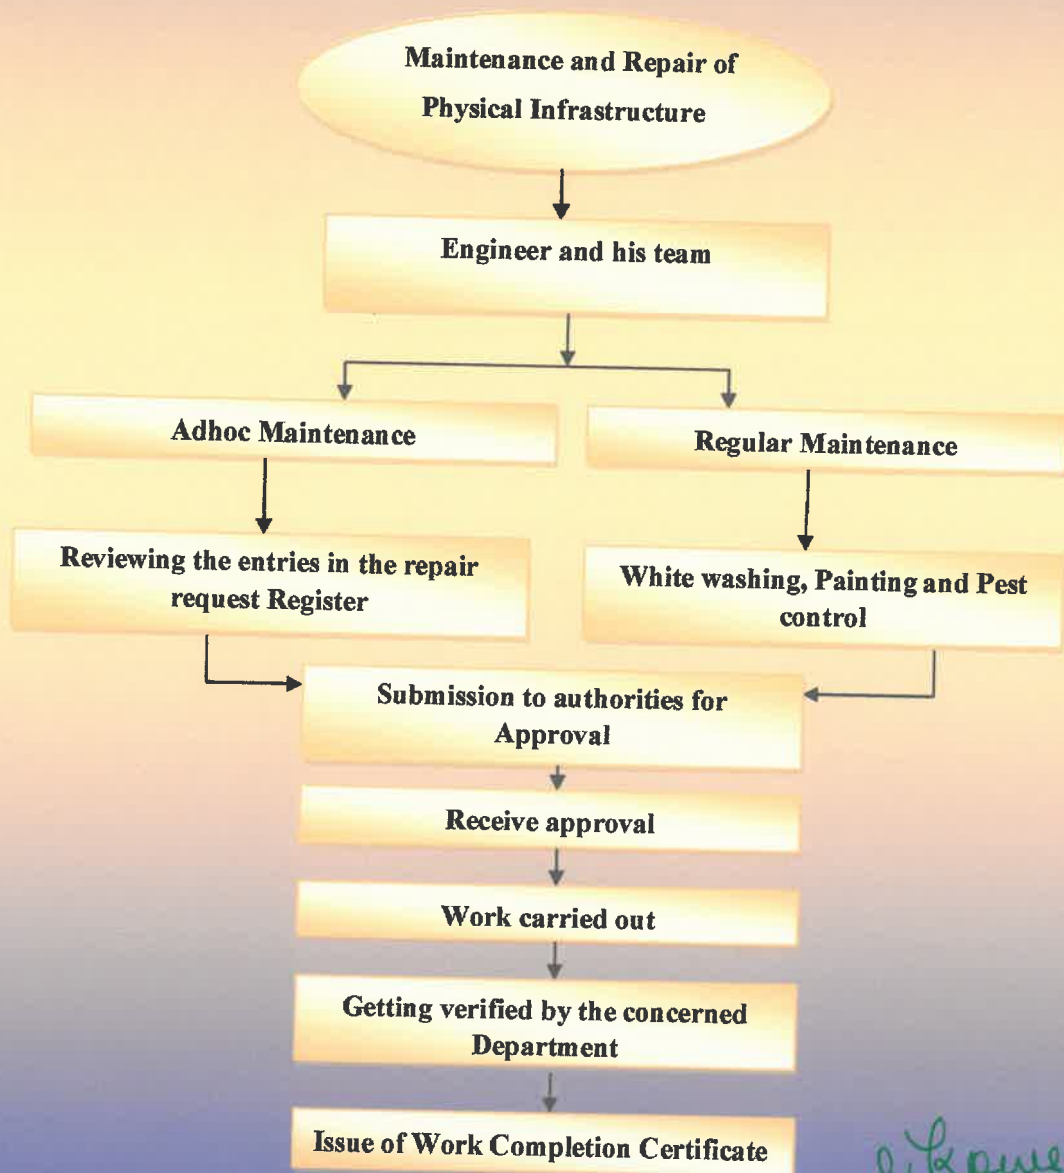 Maintenance and Repair of
Physical Infrastructure
Engineer and his team
Adhoc Maintenance
Regular Maintenance
Reviewing the entries in the repair
request Register
White washing, Painting and Pest
control
Submission to authorities for
Approval
Receive approval
Work carried out
Getting verified by the concerned
Department
Issue of Work Completion Certificate